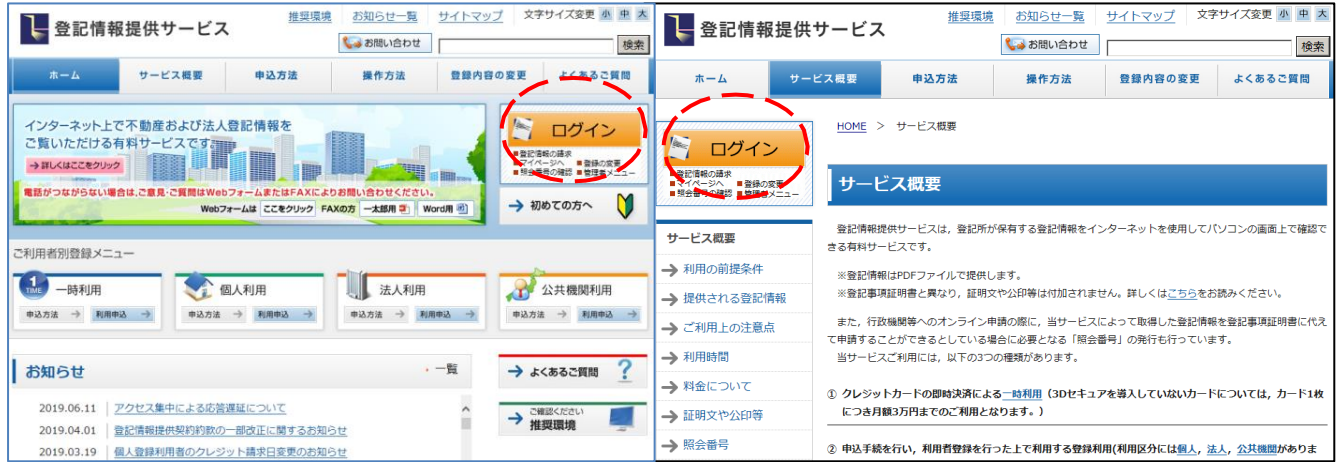 登記情報提供サービス
推奨環境 お知らせ一覧 サイトマップ 文字サイズ変更 小 中 大
お問い合わせ 検索
ホーム サービス概要 申込方法 操作方法 登録内容の変更 よくあるご質問
インターネット上で不動産および法人登記情報を
ご覧いただける有料サービスです。
→詳しくはここをクリック
電話がつながらない場合は、ご意見・ご質問はWebフォームまたはFAXによりお問い合わせください。
Webフォームは ここをクリック FAXの方 一太郎用 Word用
ログイン
■登記情報の請求
■マイページへ ■登録の変更
■照会番号の確認 ■管理者メニュー
→ 初めての方へ
ご利用者別登録メニュー
1 TIME 一時利用
申込方法 → 利用申込 →
個人利用
申込方法 → 利用申込 →
法人利用
申込方法 → 利用申込 →
公共機関利用
申込方法 → 利用申込 →
お知らせ ・一覧
2019.06.11 アクセス集中による応答遅延について
2019.04.01 登記情報提供契約約款の一部改正に関するお知らせ
2019.03.19 個人登録利用者のクレジット請求日変更のお知らせ
→ よくあるご質問 ?
→ ご確認ください
推奨環境
登記情報提供サービス
推奨環境 お知らせ一覧 サイトマップ 文字サイズ変更 小 中 大
お問い合わせ 検索
ホーム サービス概要 申込方法 操作方法 登録内容の変更 よくあるご質問
ログイン
■登記情報の請求
■マイページへ ■登録の変更
■照会番号の確認 ■管理者メニュー
サービス概要
→ 利用の前提条件
→ 提供される登記情報
→ ご利用上の注意点
→ 利用時間
→ 料金について
→ 証明文や公印等
→ 照会番号
HOME > サービス概要
サービス概要
登記情報提供サービスは，登記所が保有する登記情報をインターネットを使用してパソコンの画面上で確認で
きる有料サービスです。
※登記情報はPDFファイルで提供します。
※登記事項証明書と異なり，証明文や公印等は付加されません。詳しくはこちらをお読みください。
また，行政機関等へのオンライン申請の際に，当サービスによって取得した登記情報を登記事項証明書に代え
て申請することができるとしている場合に必要となる「照会番号」の発行も行っています。
当サービスご利用には，以下の3つの種類があります。
① クレジットカードの即時決済による一時利用（3Dセキュアを導入していないカードについては，カード1枚
につき月額3万円までのご利用となります。）
② 申込手続を行い，利用者登録を行った上で利用する登録利用(利用区分には個人，法人，公共機関がありま